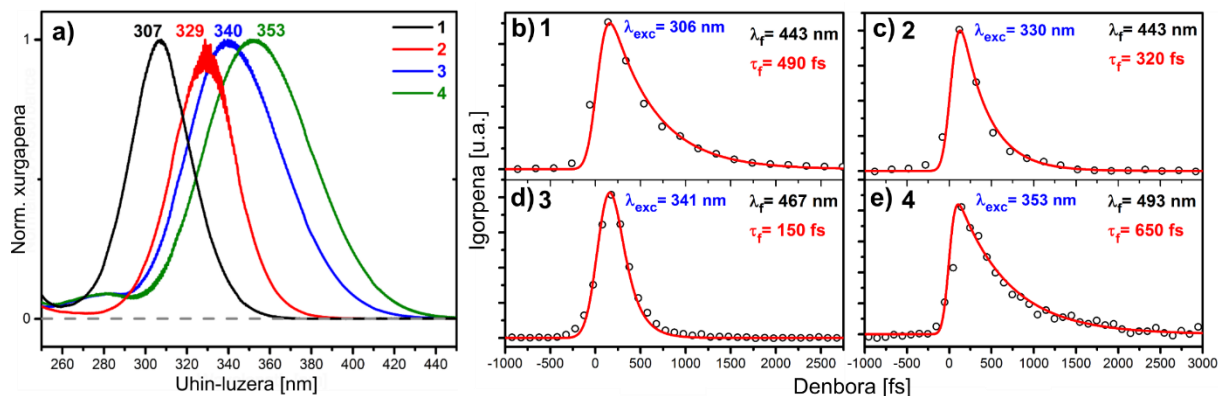 a)
307 329 340 353
1
2
3
4
Norm. xurgapena
1
0
260 280 300 320 340 360 380 400 420 440
Uhin-luzera [nm]
Igorpena [u.a.]
b) 1
λexc = 306 nm
λf = 443 nm
τf = 490 fs
c) 2
λexc = 330 nm
λf = 443 nm
τf = 320 fs
d) 3
λexc = 341 nm
λf = 467 nm
τf = 150 fs
e) 4
λexc = 353 nm
λf = 493 nm
τf = 650 fs
-1000 -500 0 500 1000 1500 2000 2500
-1000 -500 0 500 1000 1500 2000 2500 3000
Denbora [fs]